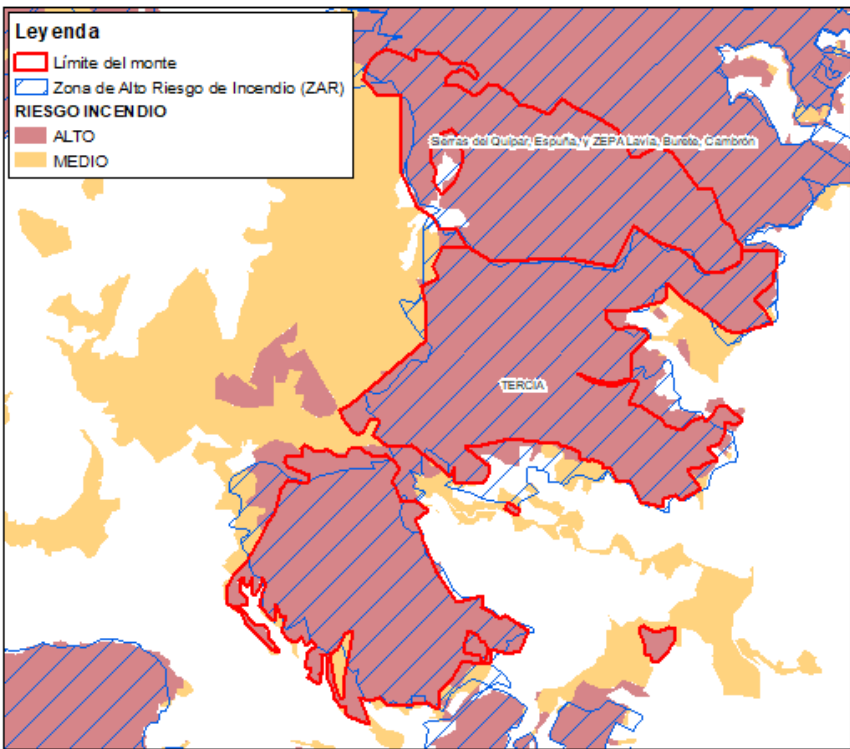 Leyenda
Límite del monte
Zona de Alto Riesgo de Incendio (ZAR)
RIESGO INCENDIO
ALTO
MEDIO
Sierras del Quípar, Espuña, y ZEPA Lavia, Burete, Cambrón
TERCIA